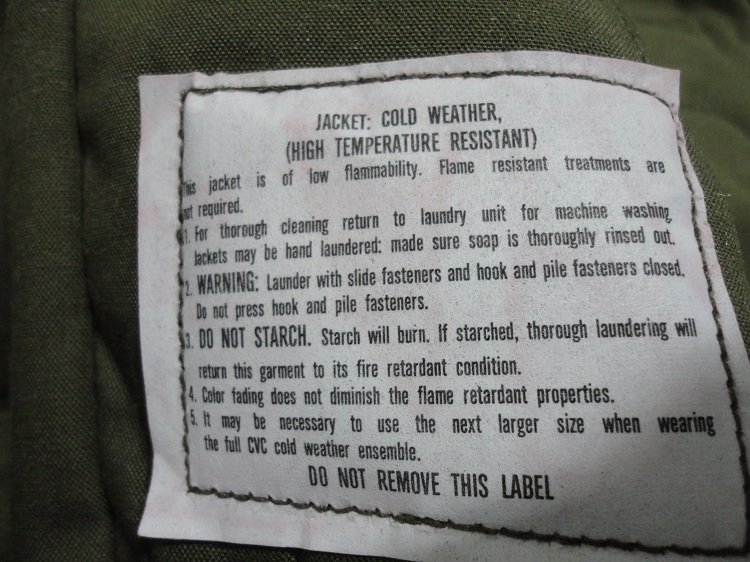 JACKET: COLD WEATHER,
(HIGH TEMPERATURE RESISTANT)
This jacket is of low flammability. Flame resistant treatments are
not required.
1. For thorough cleaning return to laundry unit for machine washing
Jackets may be hand laundered: made sure soap is thoroughly rinsed out.
2. WARNING: Launder with slide fasteners and hook and pile fasteners closed.
Do not press hook and pile fasteners.
3. DO NOT STARCH. Starch will burn. If starched, thorough laundering will
return this garment to its fire retardant condition.
4. Color fading does not diminish the flame retardant properties.
5. It may be necessary to use the next larger size when wearing
the full CVC cold weather ensemble.
DO NOT REMOVE THIS LABEL